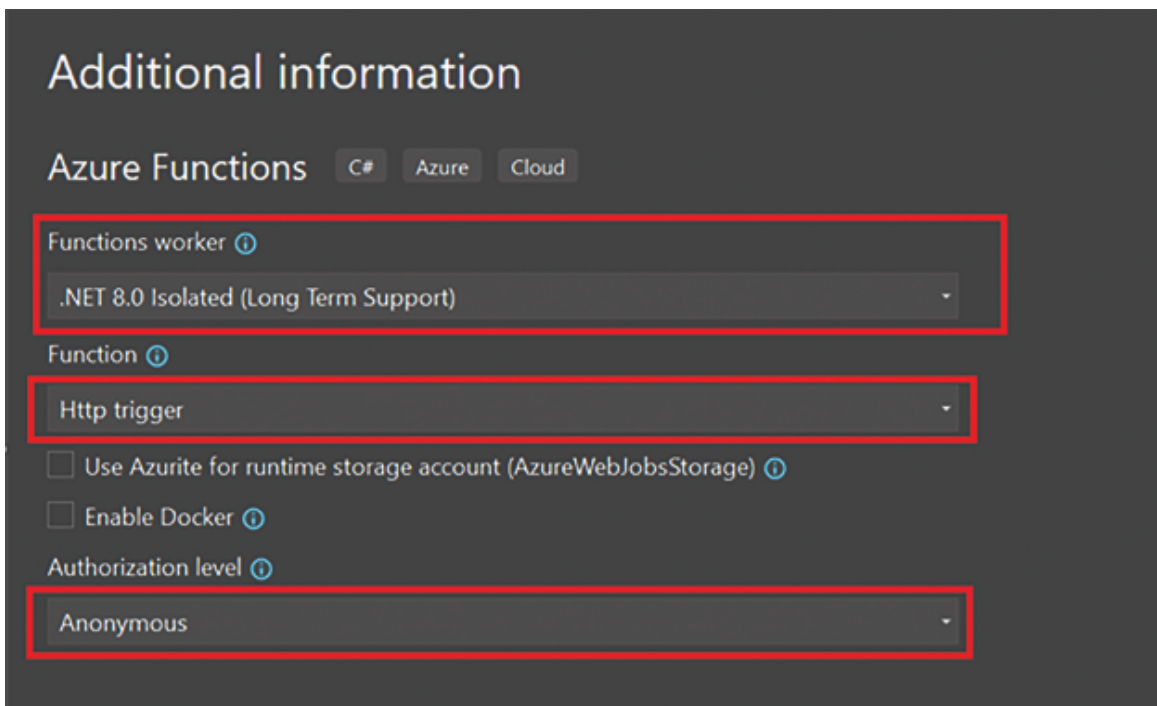 Additional information
Azure Functions C# Azure Cloud
Functions worker
.NET 8.0 Isolated (Long Term Support)
Function
Http trigger
Use Azurite for runtime storage account (AzureWebJobsStorage)
Enable Docker
Authorization level
Anonymous